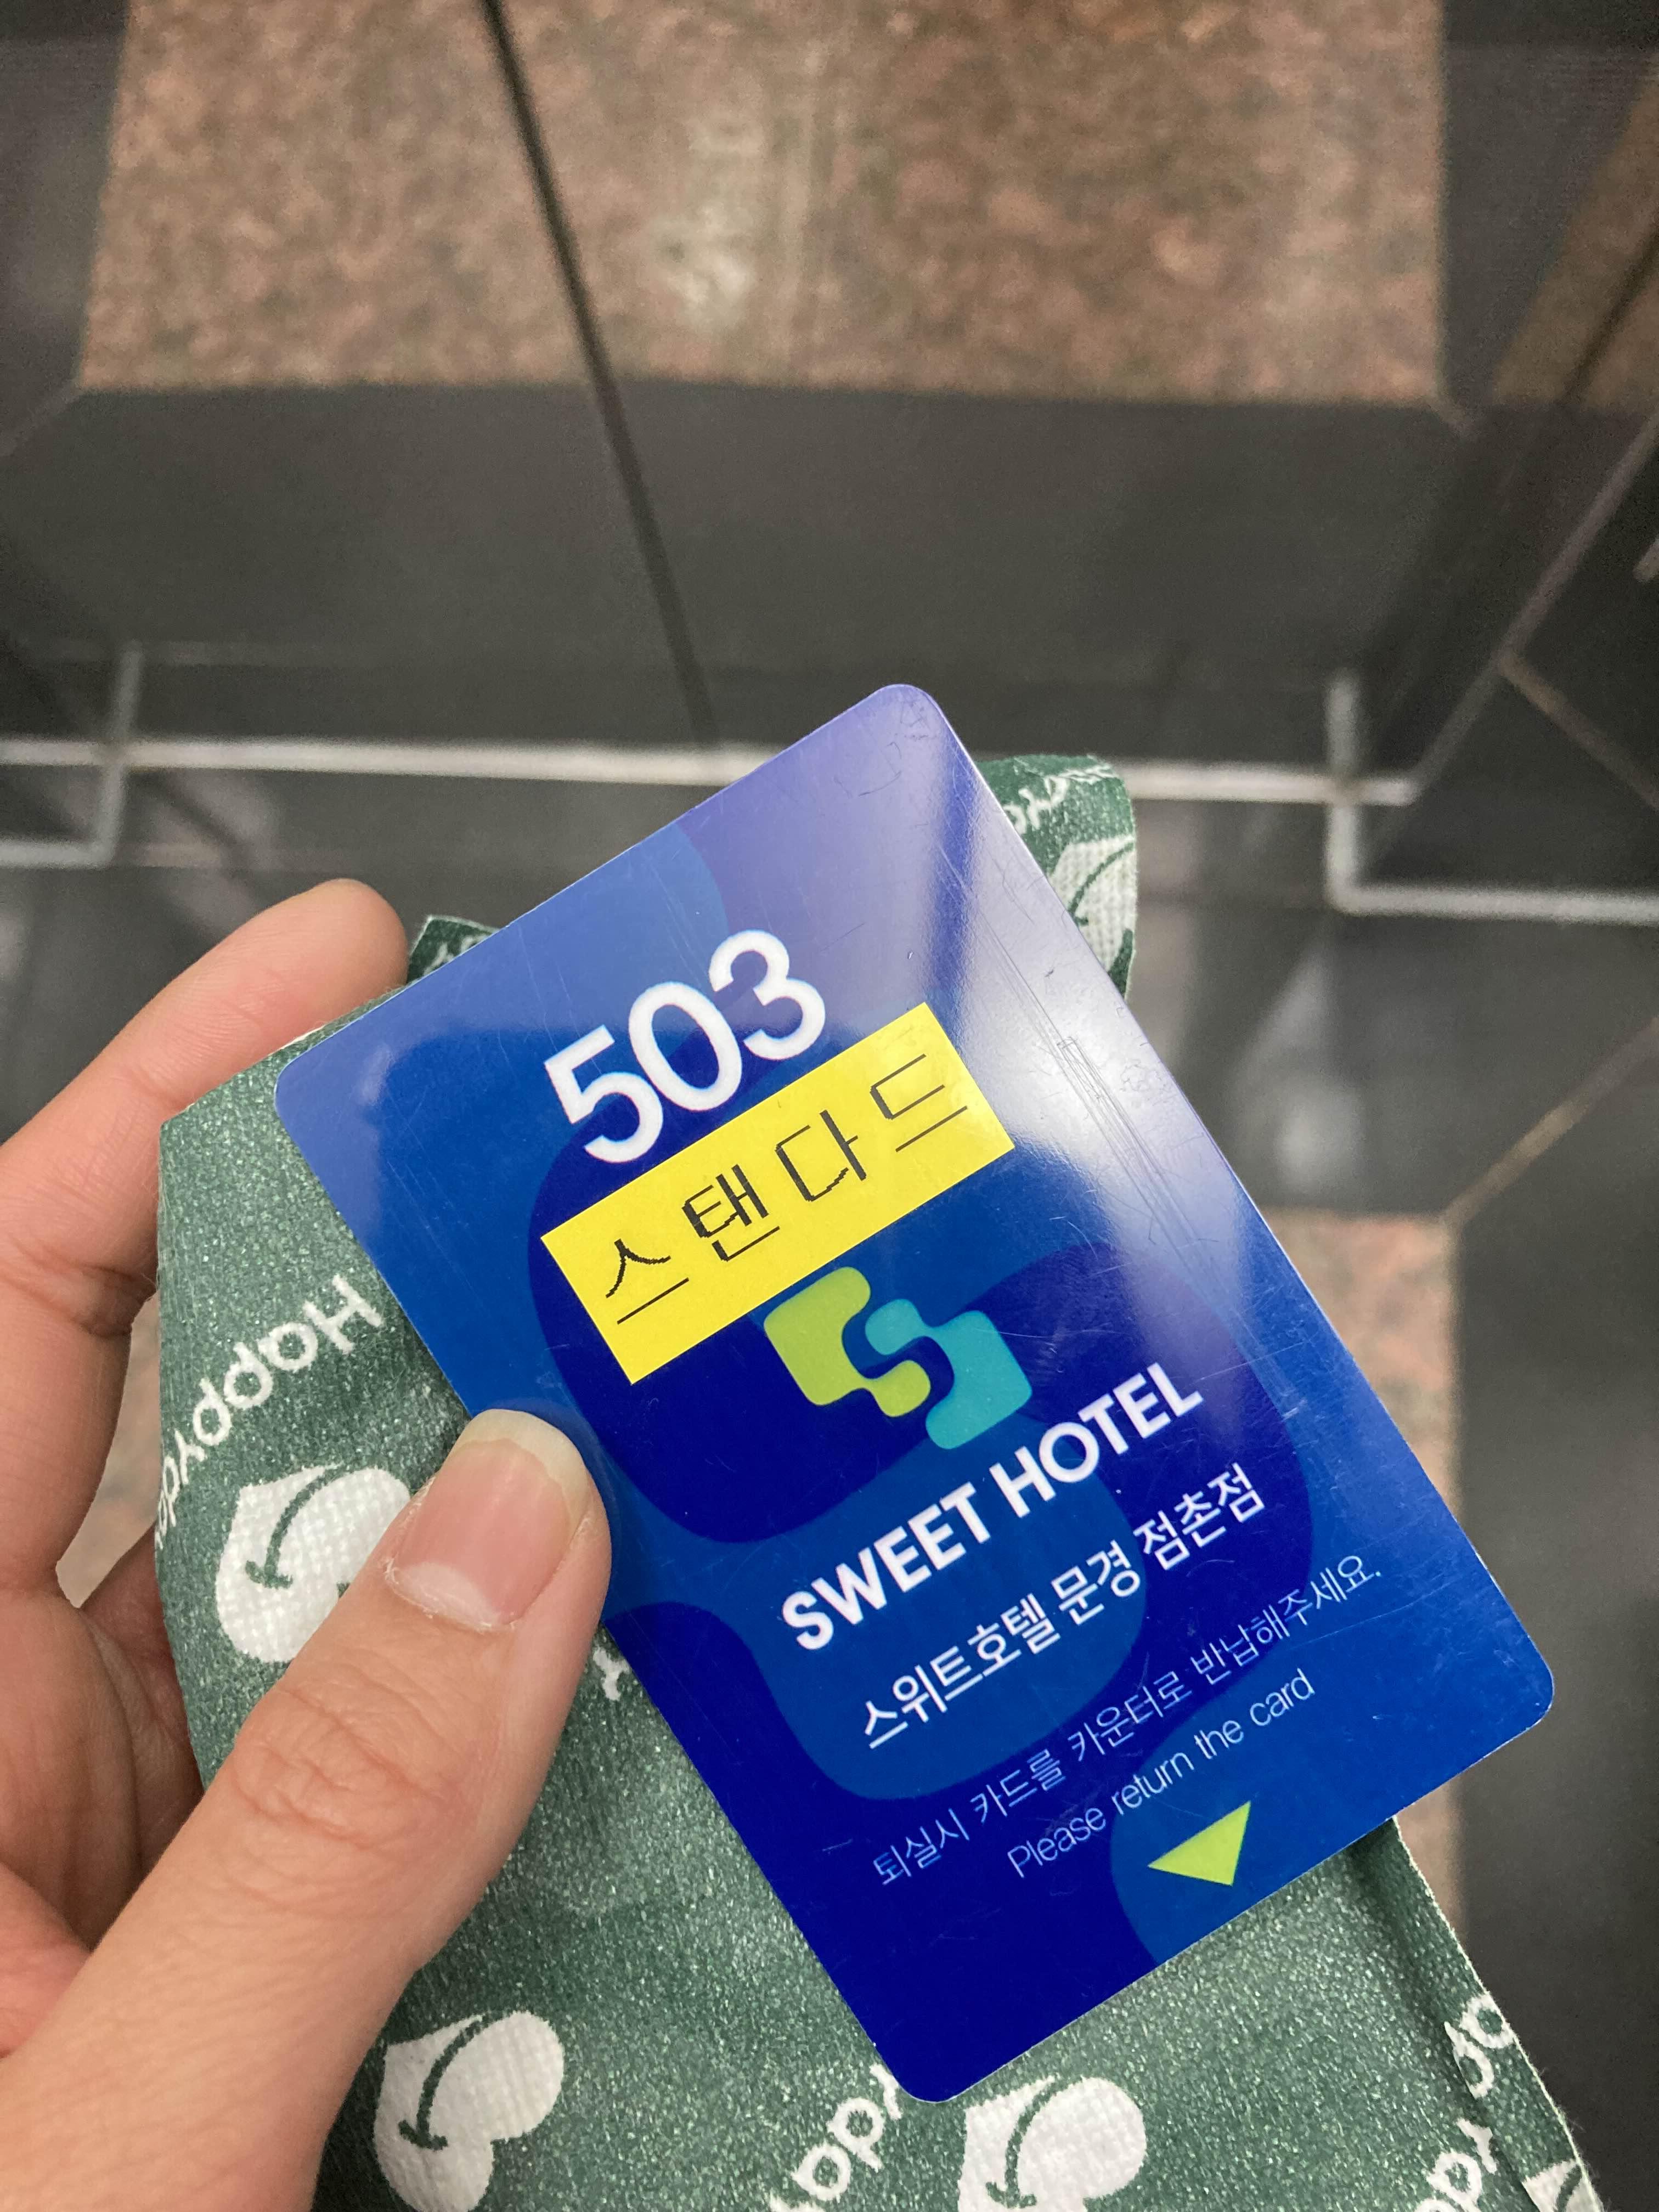 503
스탠다드
SWEET HOTEL
스위트호텔 문경 점촌점
퇴실시 카드를 카운터로 반납해주세요.
Please return the card
Happyday